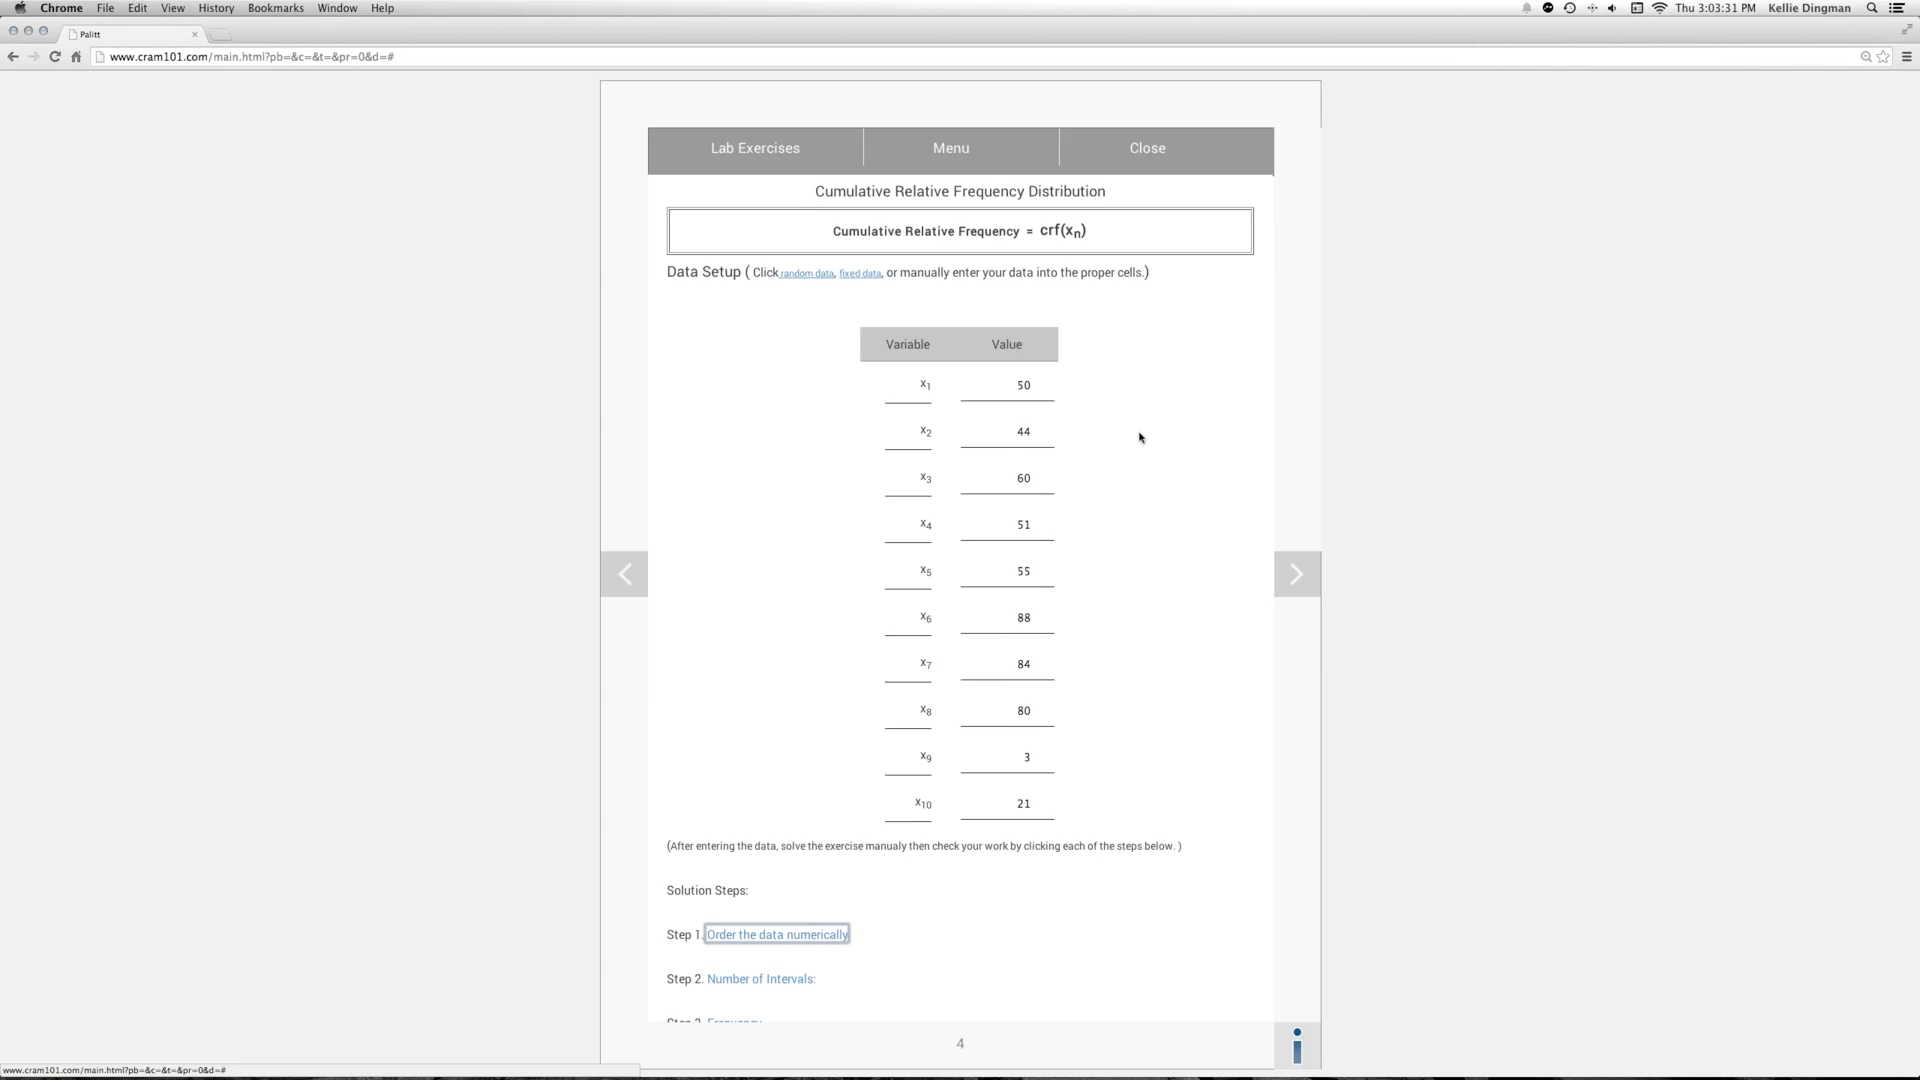 Chrome File Edit View History Bookmarks Window Help Thu 3:03:31 PM Kellie Dingman
Palitt
www.cram101.com/main.html?pb=&c=&t=&pr=0&d=#
Lab Exercises Menu Close
Cumulative Relative Frequency Distribution
Cumulative Relative Frequency = crf(xn)
Data Setup ( Click random data, fixed data, or manually enter your data into the proper cells.)
Variable Value
x1 50
x2 44
x3 60
x4 51
x5 55
x6 88
x7 84
x8 80
x9 3
x10 21
(After entering the data, solve the exercise manualy then check your work by clicking each of the steps below. )
Solution Steps:
Step 1. Order the data numerically
Step 2. Number of Intervals:
Step 3. Frequency
4
www.cram101.com/main.html?pb=&c=&t=&pr=0&d=#